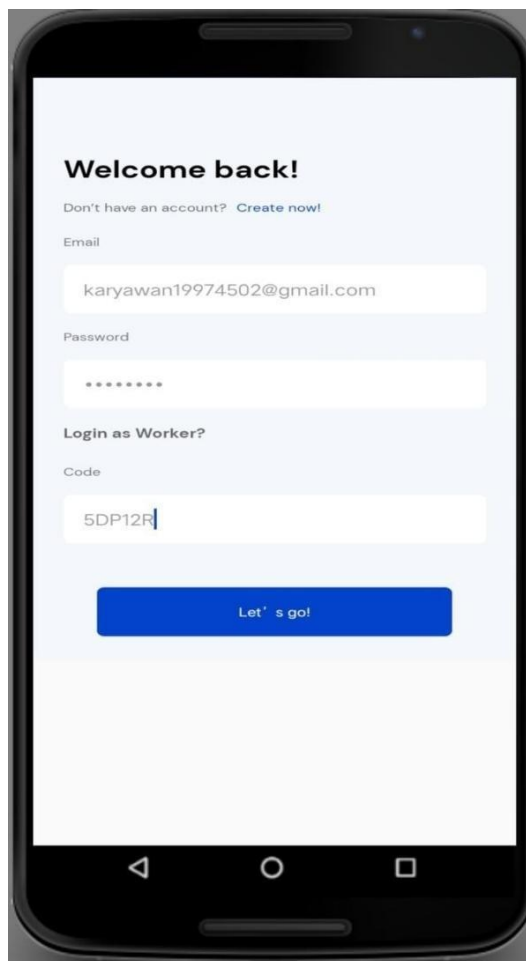 Welcome back!
Don't have an account? Create now!
Email
karyawan19974502@gmail.com
Password
••••••••
Login as Worker?
Code
5DP12R
Let's go!